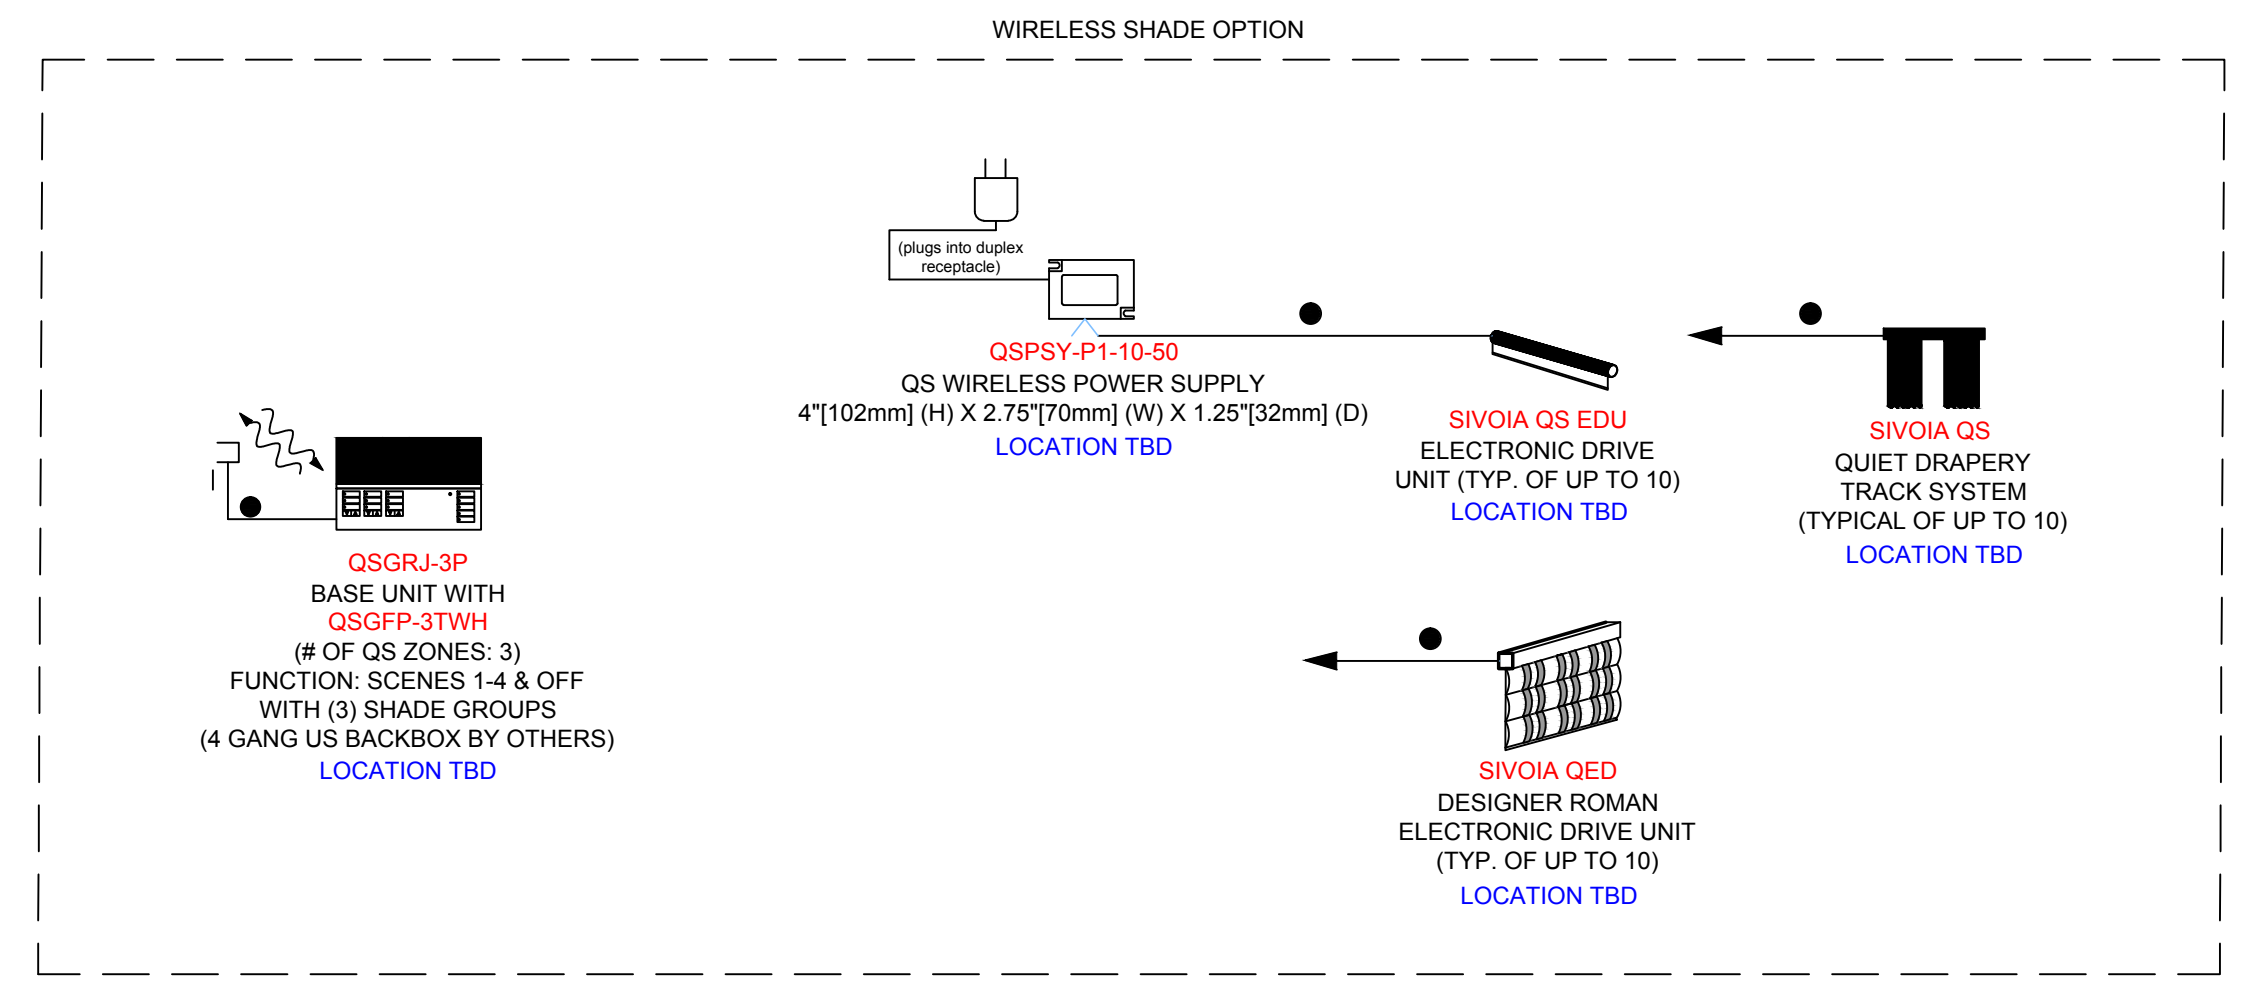 WIRELESS SHADE OPTION
(plugs into duplex
receptacle)
QSPSY-P1-10-50
QS WIRELESS POWER SUPPLY
4"[102mm] (H) X 2.75"[70mm] (W) X 1.25"[32mm] (D)
LOCATION TBD
SIVOIA QS EDU
ELECTRONIC DRIVE
UNIT (TYP. OF UP TO 10)
LOCATION TBD
SIVOIA QS
QUIET DRAPERY
TRACK SYSTEM
(TYPICAL OF UP TO 10)
LOCATION TBD
QSGRJ-3P
BASE UNIT WITH
QSGFP-3TWH
(# OF QS ZONES: 3)
FUNCTION: SCENES 1-4 & OFF
WITH (3) SHADE GROUPS
(4 GANG US BACKBOX BY OTHERS)
LOCATION TBD
SIVOIA QED
DESIGNER ROMAN
ELECTRONIC DRIVE UNIT
(TYP. OF UP TO 10)
LOCATION TBD